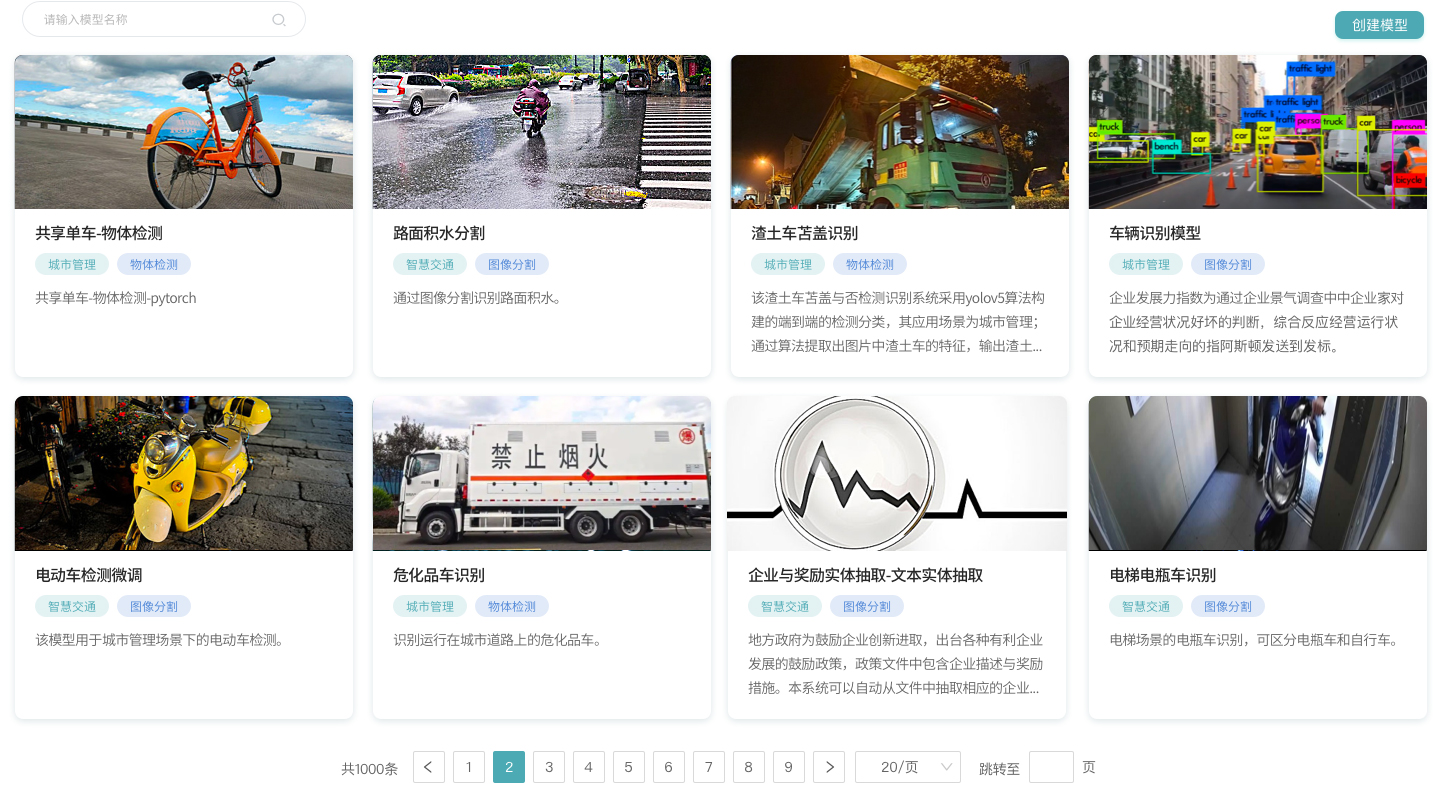 请输入模型名称
创建模型
traffic light
traffic light
truck
car
car
car
person
truck
car
person
bench
bicycle
共享单车-物体检测
城市管理 物体检测
共享单车-物体检测-pytorch
路面积水分割
智慧交通 图像分割
通过图像分割识别路面积水。
渣土车苫盖识别
城市管理 物体检测
该渣土车苫盖与否检测识别系统采用yolov5算法构
建的端到端的检测分类，其应用场景为城市管理；
通过算法提取出图片中渣土车的特征，输出渣土...
车辆识别模型
城市管理 图像分割
企业发展力指数为通过企业景气调查中中企业家对
企业经营状况好坏的判断，综合反应经营运行状
况和预期走向的指阿斯顿发送到发标。
禁止烟火
电动车检测微调
智慧交通 图像分割
该模型用于城市管理场景下的电动车检测。
危化品车识别
城市管理 物体检测
识别运行在城市道路上的危化品车。
企业与奖励实体抽取-文本实体抽取
智慧交通 图像分割
地方政府为鼓励企业创新进取，出台各种有利企业
发展的鼓励政策，政策文件中包含企业描述与奖励
措施。本系统可以自动从文件中抽取相应的企业...
电梯电瓶车识别
智慧交通 图像分割
电梯场景的电瓶车识别，可区分电瓶车和自行车。
共1000条 1 2 3 4 5 6 7 8 9 20/页 跳转至 页